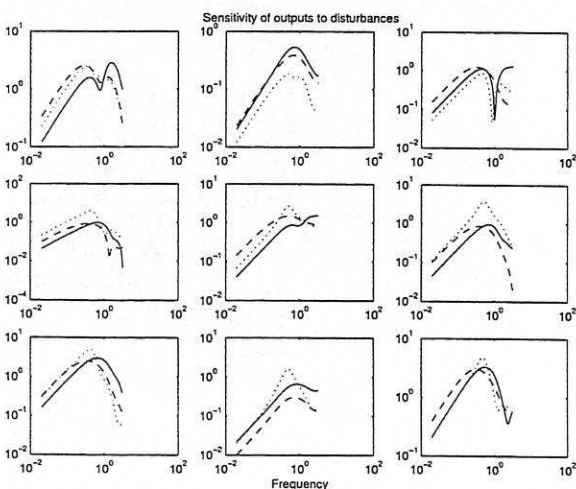 Sensitivity of outputs to disturbances
10¹ 10⁰ 10¹
10⁰ 10⁻¹ 10⁰
10⁻¹
10⁻¹ 10⁻² 10⁻²
10⁻² 10⁰ 10² 10⁻² 10⁰ 10² 10⁻² 10⁰ 10²
10² 10¹ 10¹
10⁰ 10⁰ 10⁰
10⁻² 10⁻¹ 10⁻¹
10⁻⁴ 10⁻² 10⁻²
10⁻² 10⁰ 10² 10⁻² 10⁰ 10² 10⁻² 10⁰ 10²
10¹ 10¹ 10¹
10⁰ 10⁰ 10⁰
10⁻¹ 10⁻¹ 10⁻¹
10⁻² 10⁻² 10⁻²
10⁻² 10⁰ 10² 10⁻² 10⁰ 10² 10⁻² 10⁰ 10²
Frequency